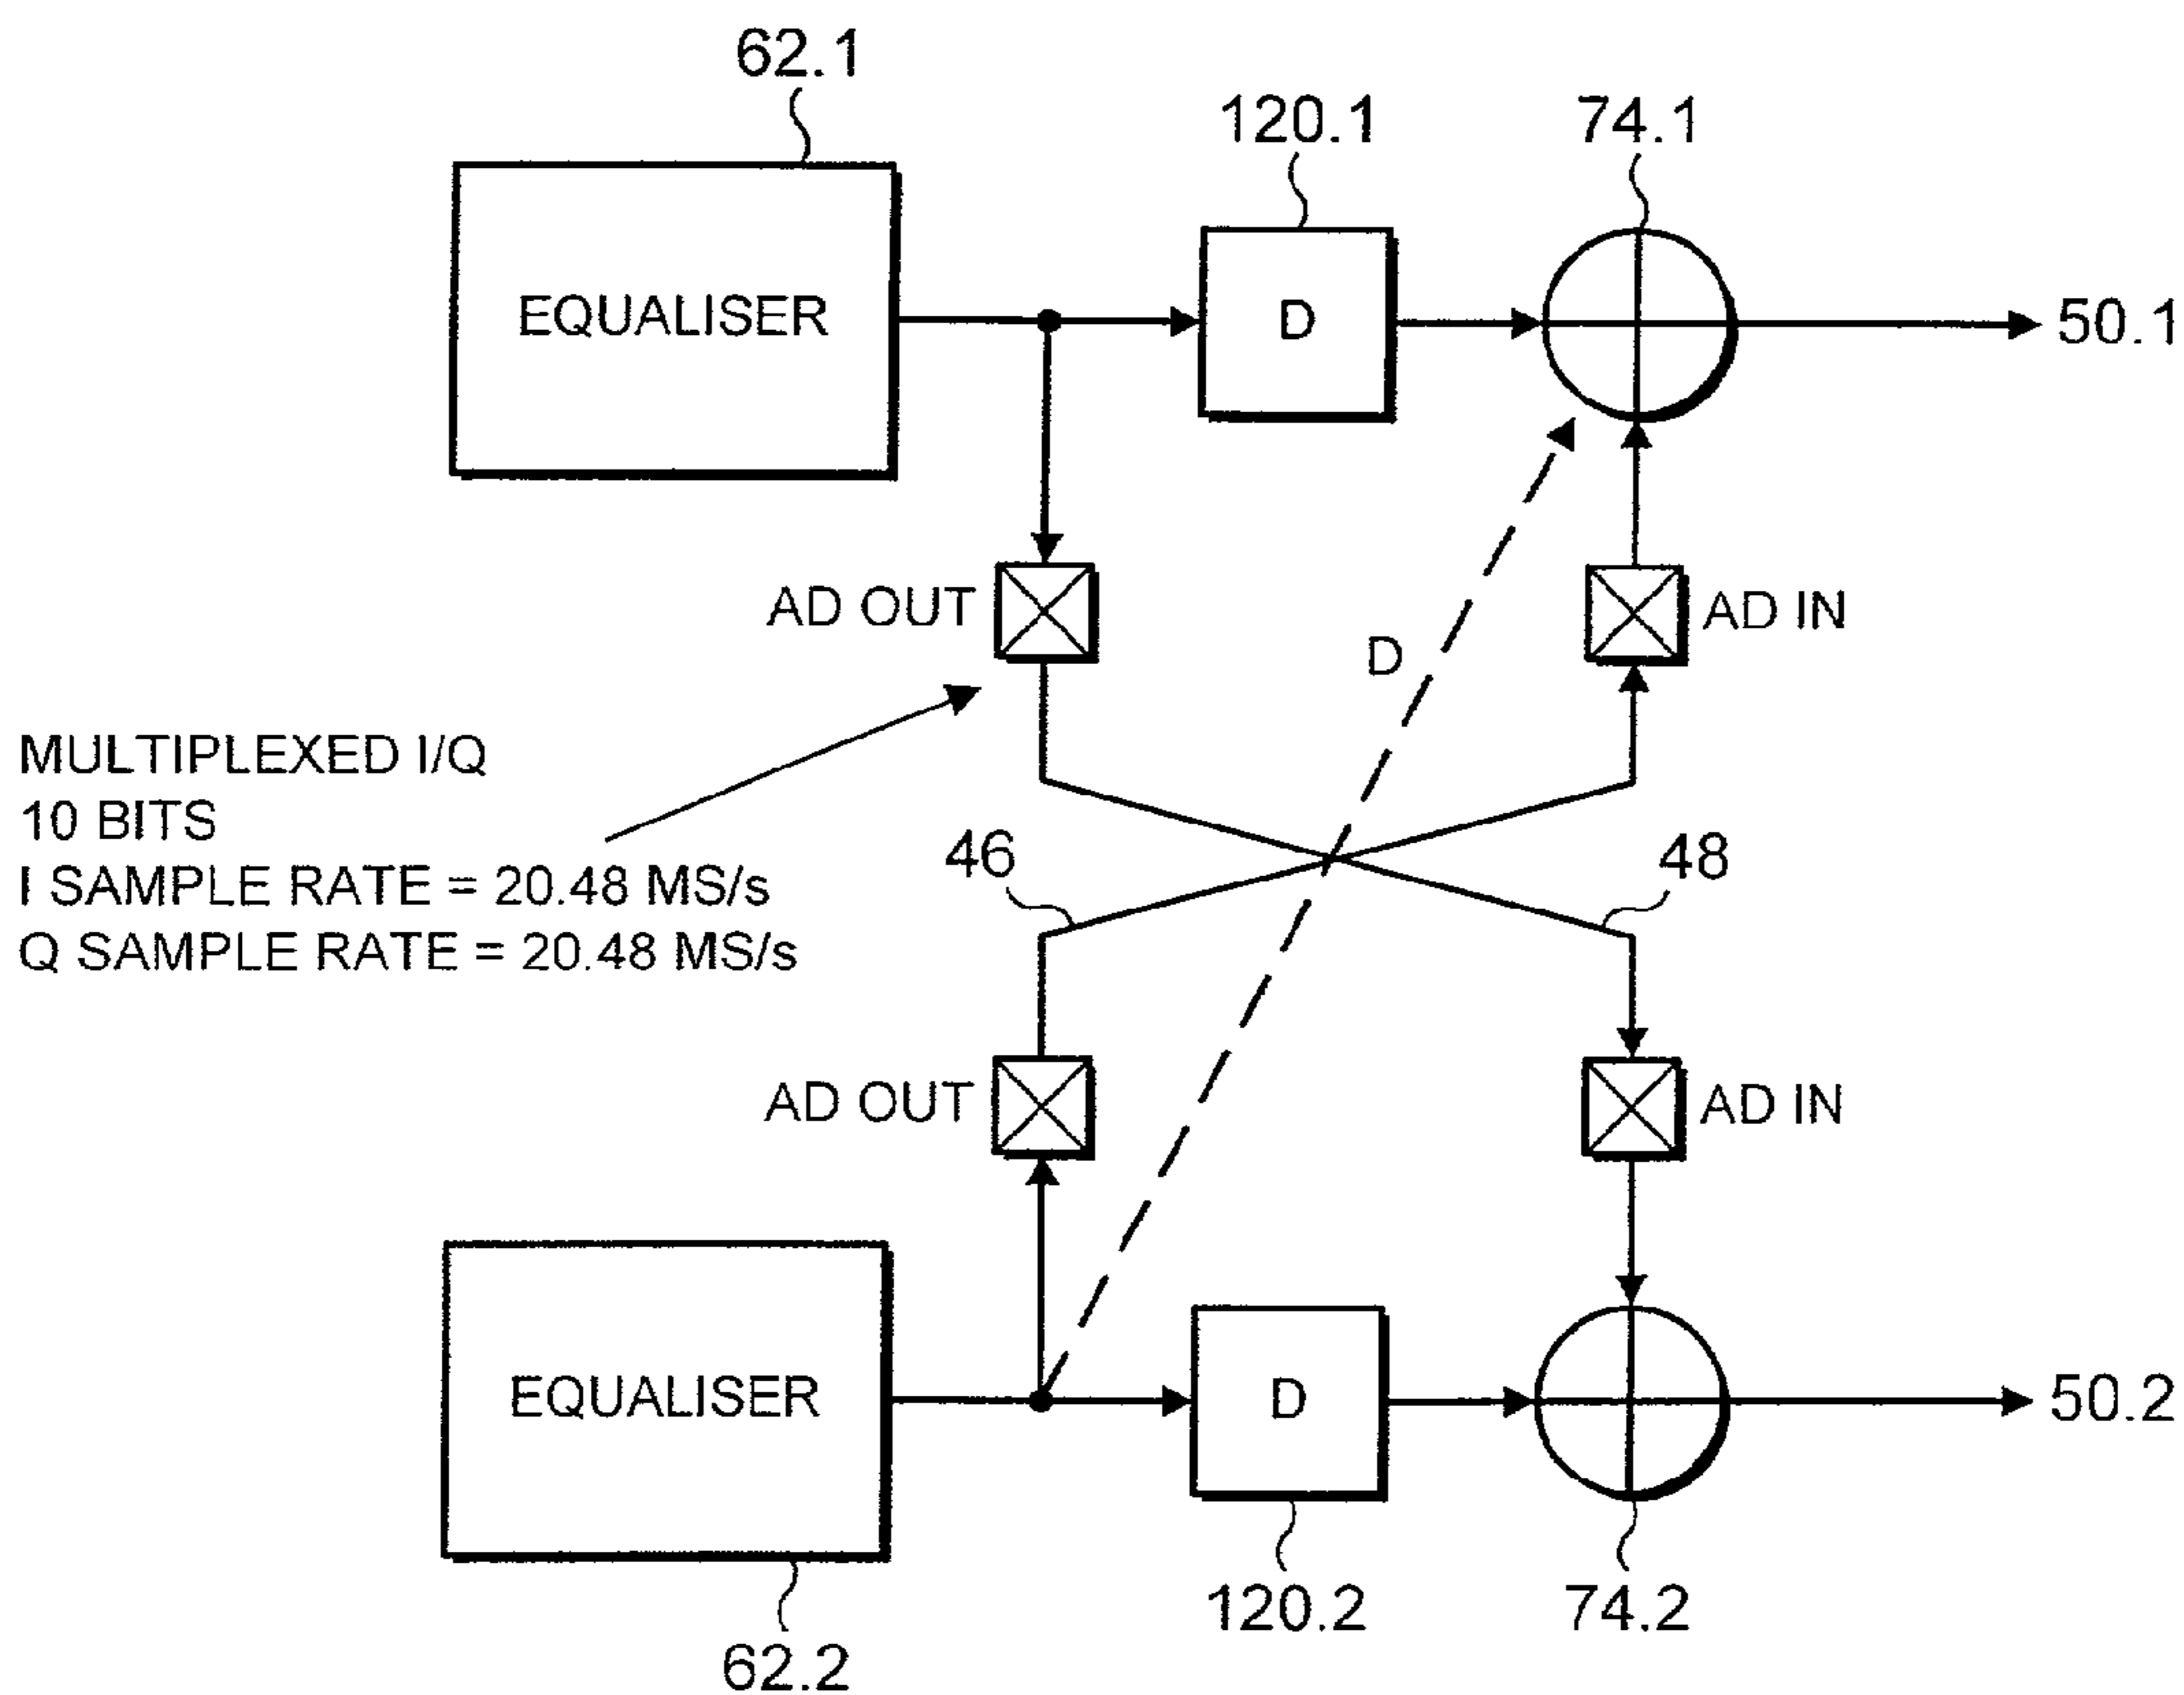 62.1
120.1
74.1
EQUALISER
D
50.1
AD OUT
AD IN
D
MULTIPLEXED I/Q
10 BITS
I SAMPLE RATE = 20.48 MS/s
Q SAMPLE RATE = 20.48 MS/s
46
48
AD OUT
AD IN
EQUALISER
D
50.2
120.2
74.2
62.2